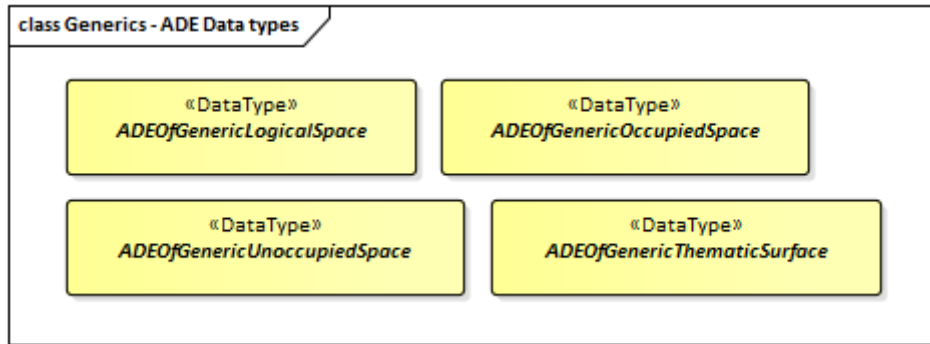 class Generics - ADE Data types
«DataType»
ADEOfGenericLogicalSpace
«DataType»
ADEOfGenericOccupiedSpace
«DataType»
ADEOfGenericUnoccupiedSpace
«DataType»
ADEOfGenericThematicSurface